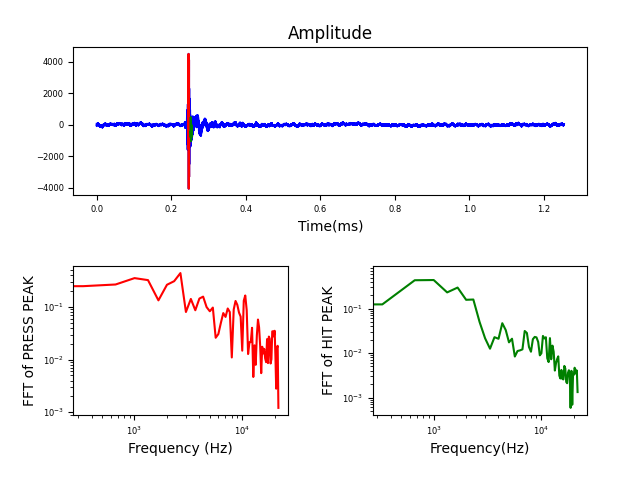 Amplitude
4000
2000
0
−2000
−4000
0.0 0.2 0.4 0.6 0.8 1.0 1.2
Time(ms)
FFT of PRESS PEAK
10⁻¹
10⁻²
10⁻³
10³ 10⁴
Frequency (Hz)
FFT of HIT PEAK
10⁻¹
10⁻²
10⁻³
10³ 10⁴
Frequency(Hz)